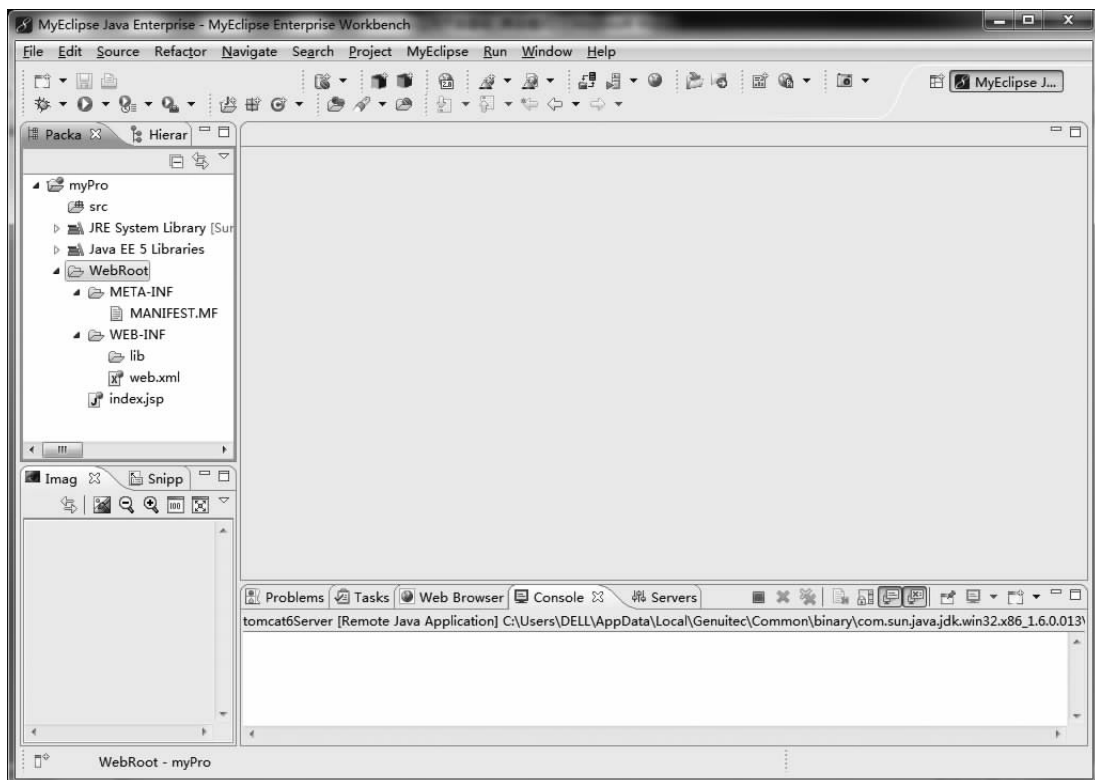 MyEclipse Java Enterprise - MyEclipse Enterprise Workbench
File Edit Source Refactor Navigate Search Project MyEclipse Run Window Help
MyEclipse J...
Packa Hierar
myPro
src
JRE System Library [Sun
Java EE 5 Libraries
WebRoot
META-INF
MANIFEST.MF
WEB-INF
lib
web.xml
index.jsp
Imag Snipp
Problems Tasks Web Browser Console Servers
tomcat6Server [Remote Java Application] C:\Users\DELL\AppData\Local\Genuitec\Common\binary\com.sun.java.jdk.win32.x86_1.6.0.013\
WebRoot - myPro